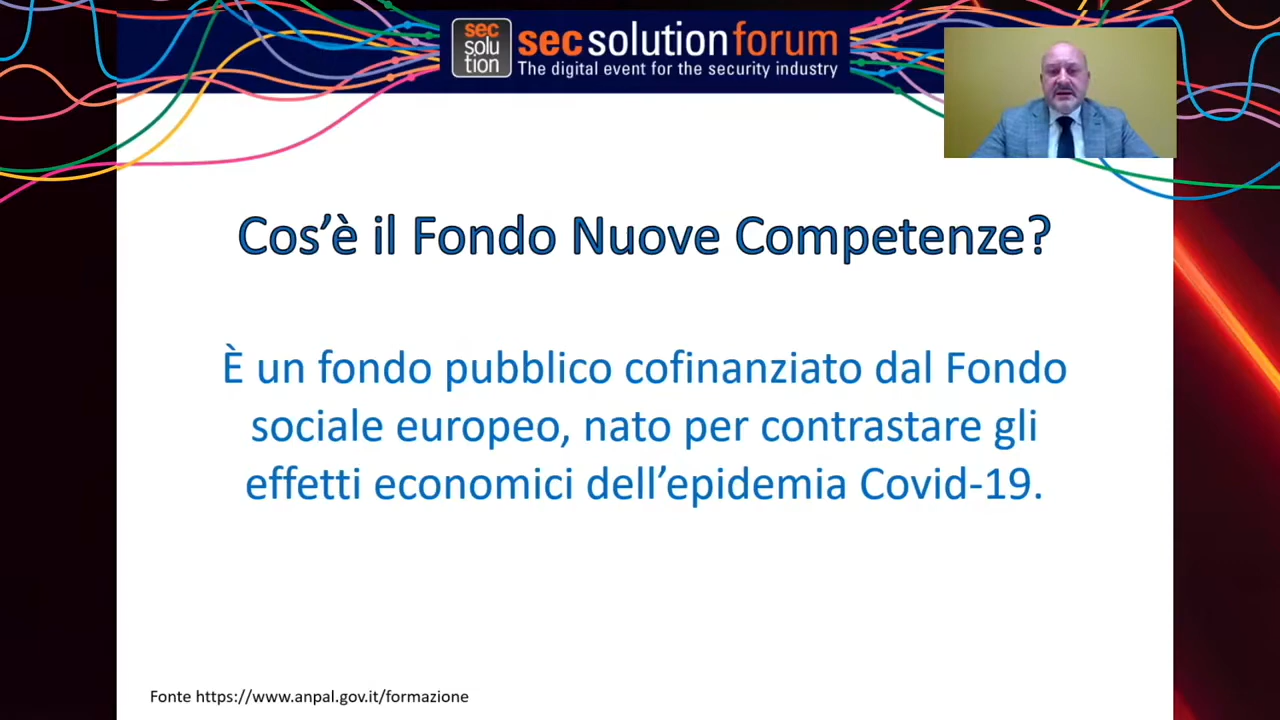 sec
solu
tion
secsolutionforum
The digital event for the security industry
Cos’è il Fondo Nuove Competenze?
È un fondo pubblico cofinanziato dal Fondo
sociale europeo, nato per contrastare gli
effetti economici dell’epidemia Covid-19.
Fonte https://www.anpal.gov.it/formazione